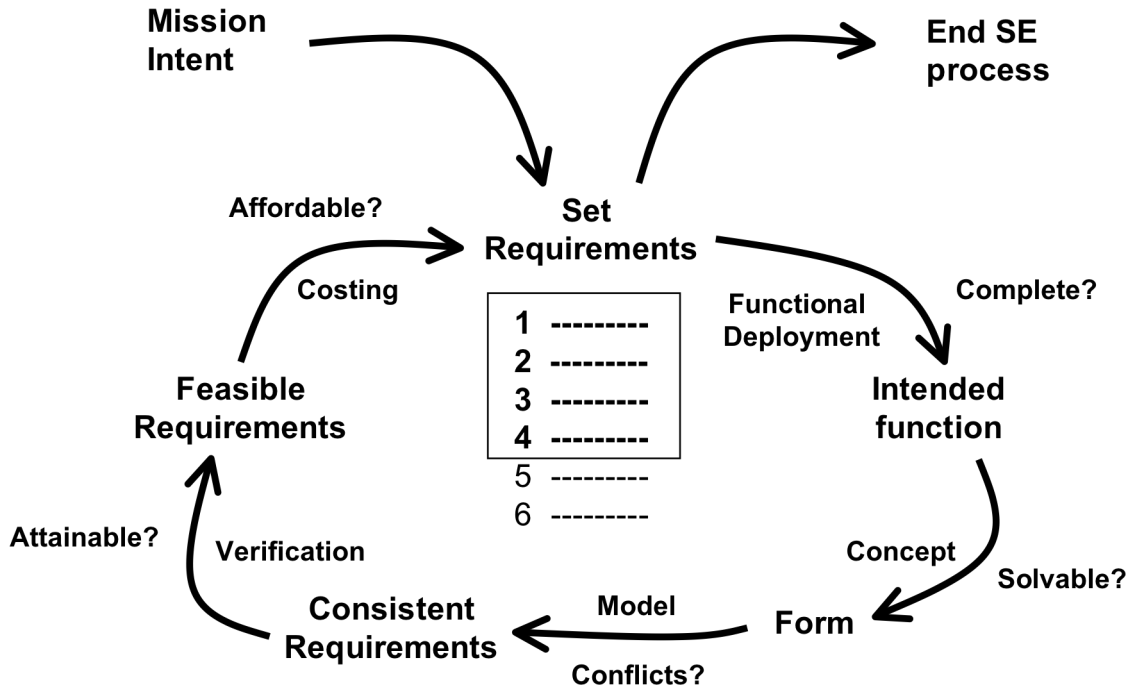 Mission
Intent
End SE
process
Affordable?
Set
Requirements
Costing
Functional
Deployment
Complete?
1 ---------
2 ---------
3 ---------
4 ---------
5 ---------
6 ---------
Feasible
Requirements
Intended
function
Attainable?
Verification
Concept
Solvable?
Consistent
Requirements
Model
Form
Conflicts?